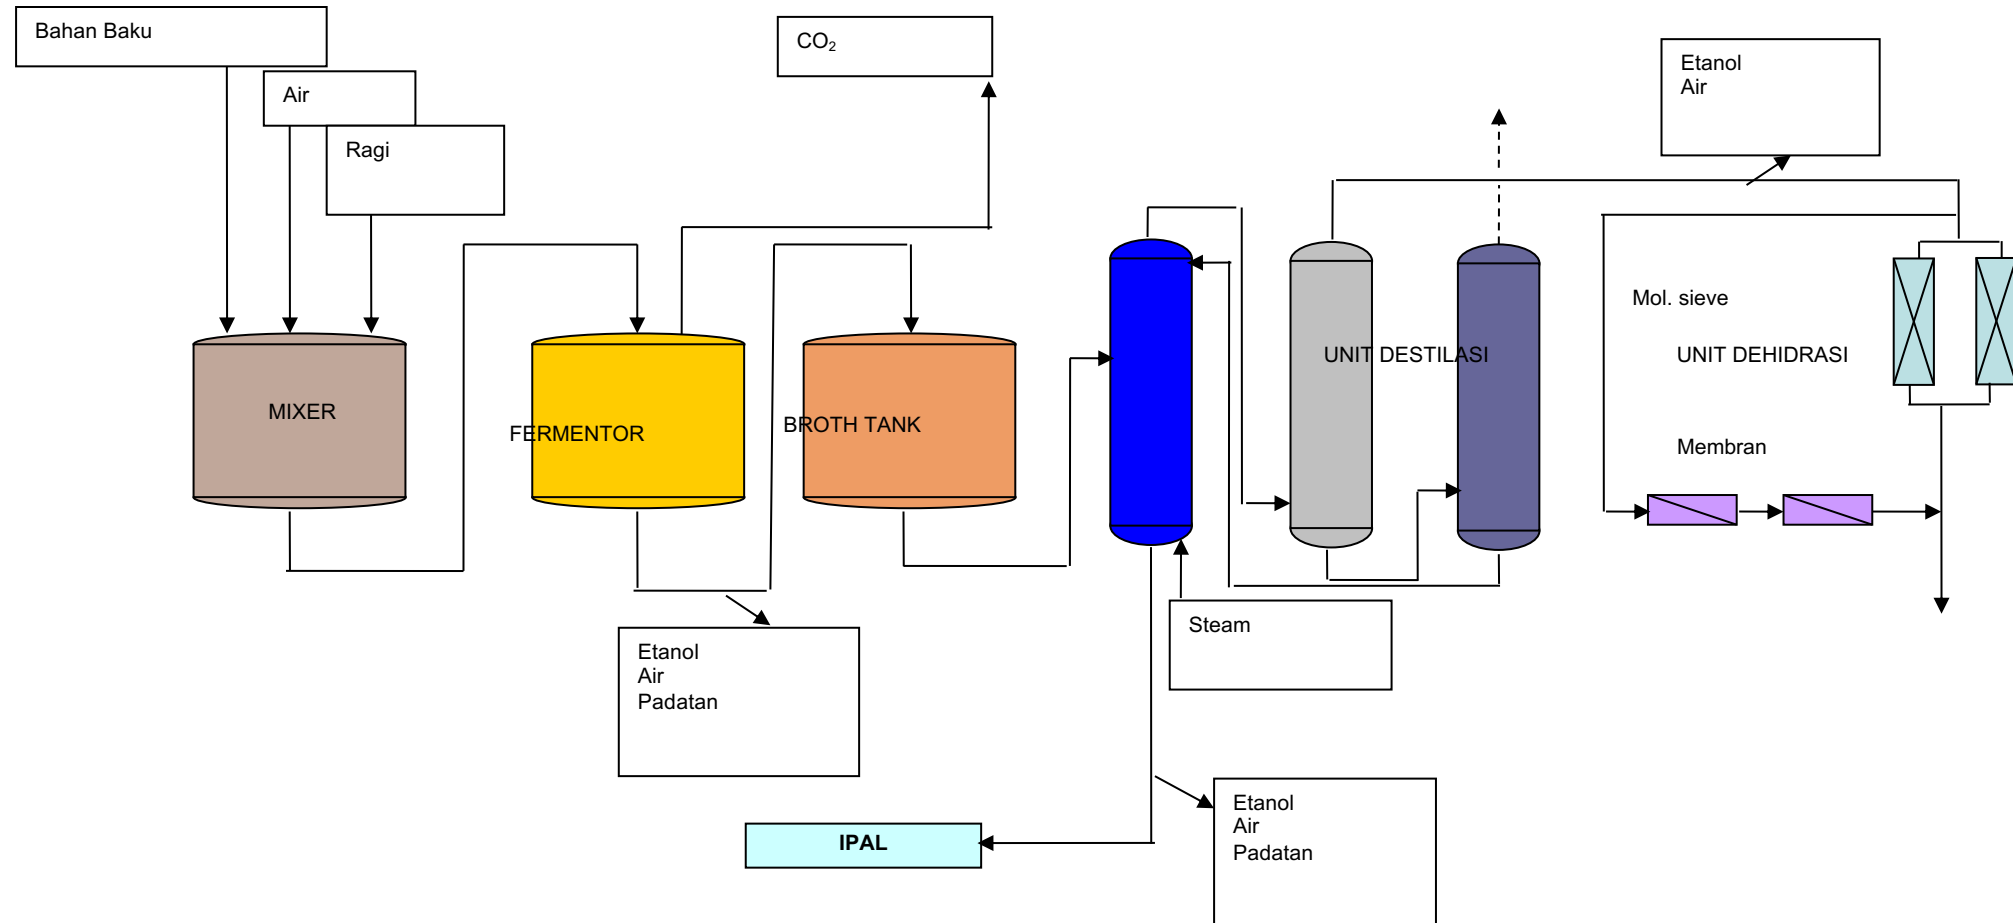 Bahan Baku
CO₂
Air
Ragi
Etanol
Air
Mol. sieve
UNIT DESTILASI
UNIT DEHIDRASI
MIXER
FERMENTOR
BROTH TANK
Membran
Steam
Etanol
Air
Padatan
Etanol
Air
Padatan
IPAL